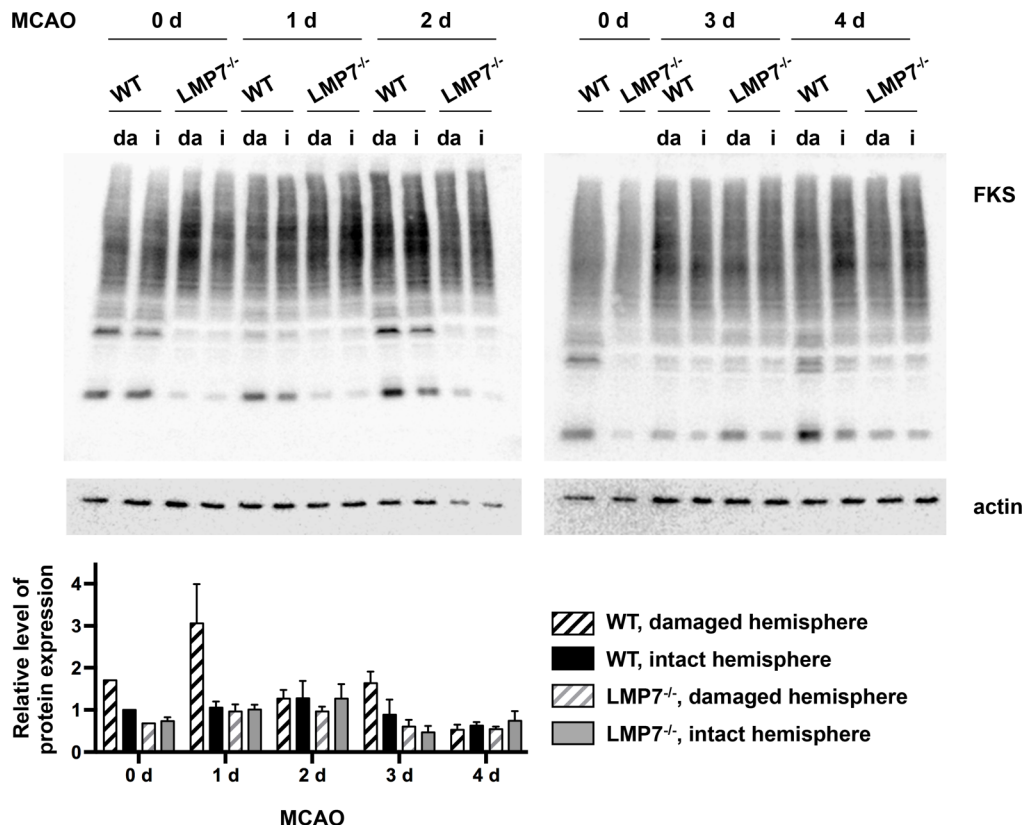 MCAO 0 d 1 d 2 d 0 d 3 d 4 d
WT LMP7-/- WT LMP7-/- WT LMP7-/- WT LMP7-/- WT LMP7-/- WT LMP7-/-
da i da i da i da i da i da i da i da i da i da i
FKS
actin
Relative level of
protein expression
4
3
2
1
0
0 d 1 d 2 d 3 d 4 d
MCAO
WT, damaged hemisphere
WT, intact hemisphere
LMP7-/-, damaged hemisphere
LMP7-/-, intact hemisphere